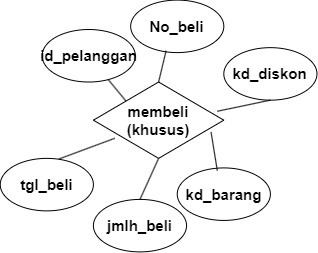 No_beli
id_pelanggan
kd_diskon
membeli
(khusus)
tgl_beli
kd_barang
jmlh_beli